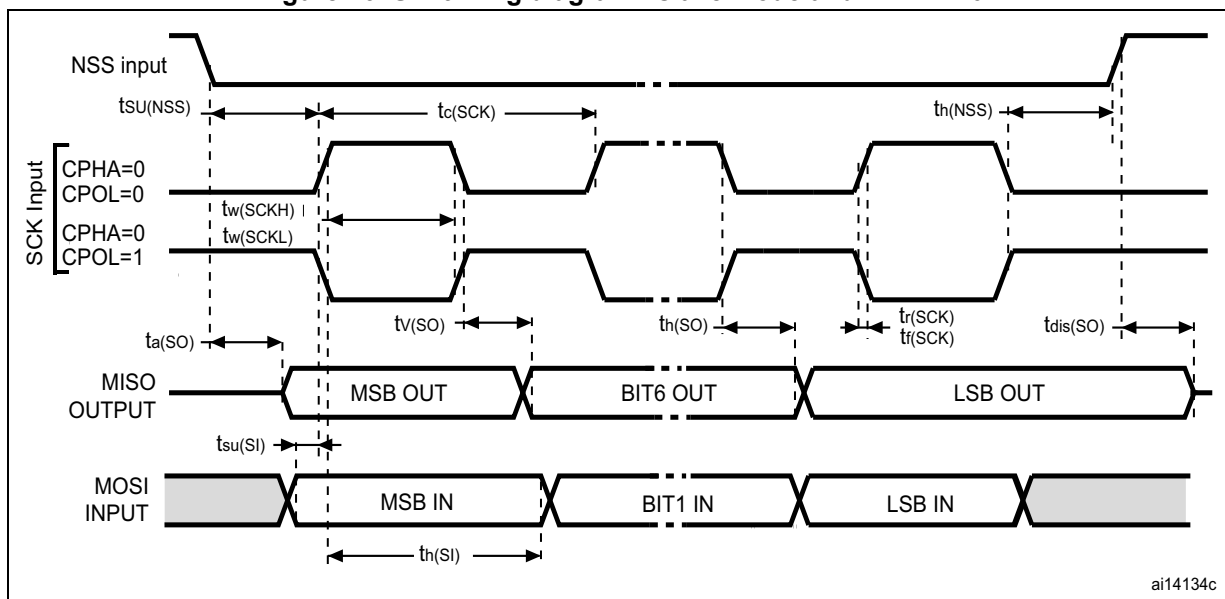 NSS input
tSU(NSS)
tc(SCK)
th(NSS)
SCK Input
CPHA=0
CPOL=0
tw(SCKH)
CPHA=0
CPOL=1
tw(SCKL)
ta(SO)
tV(SO)
th(SO)
tr(SCK)
tf(SCK)
tdis(SO)
MISO
OUTPUT
MSB OUT
BIT6 OUT
LSB OUT
tsu(SI)
MOSI
INPUT
MSB IN
BIT1 IN
LSB IN
th(SI)
ai14134c